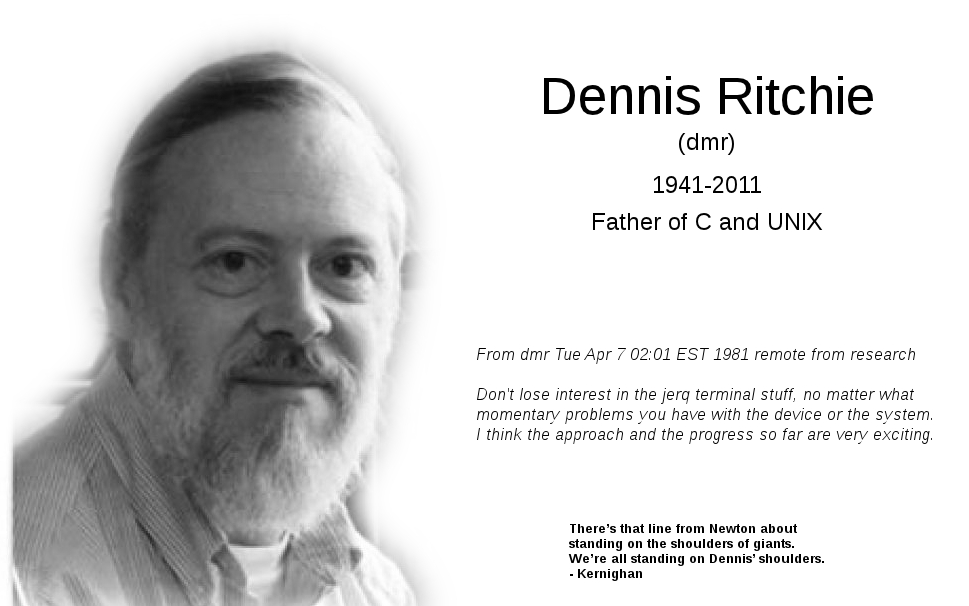 Dennis Ritchie
(dmr)
1941-2011
Father of C and UNIX
From dmr Tue Apr 7 02:01 EST 1981 remote from research
Don't lose interest in the jerq terminal stuff, no matter what
momentary problems you have with the device or the system.
I think the approach and the progress so far are very exciting.
There's that line from Newton about
standing on the shoulders of giants.
We're all standing on Dennis' shoulders.
- Kernighan